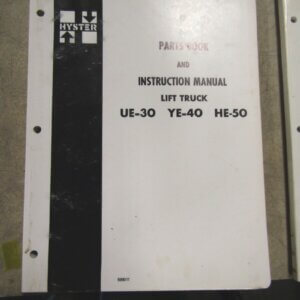 HYSTER
PARTS BOOK
AND
INSTRUCTION MANUAL
LIFT TRUCK
UE-30 YE-40 HE-50